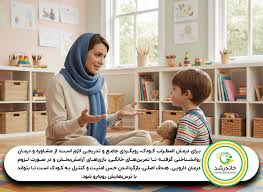 برای درمان اضطراب کودک، رویکردی جامع و تدریجی لازم است؛ از مشاوره و درمان
روانشناختی گرفته تا تمرین‌های خانگی، بازی‌های آرامش‌بخش و در صورت لزوم
درمان دارویی. هدف اصلی، بازگرداندن حس امنیت و کنترل به کودک است تا بتواند
با ترس‌هایش روبه‌رو شود.
خانه رشد